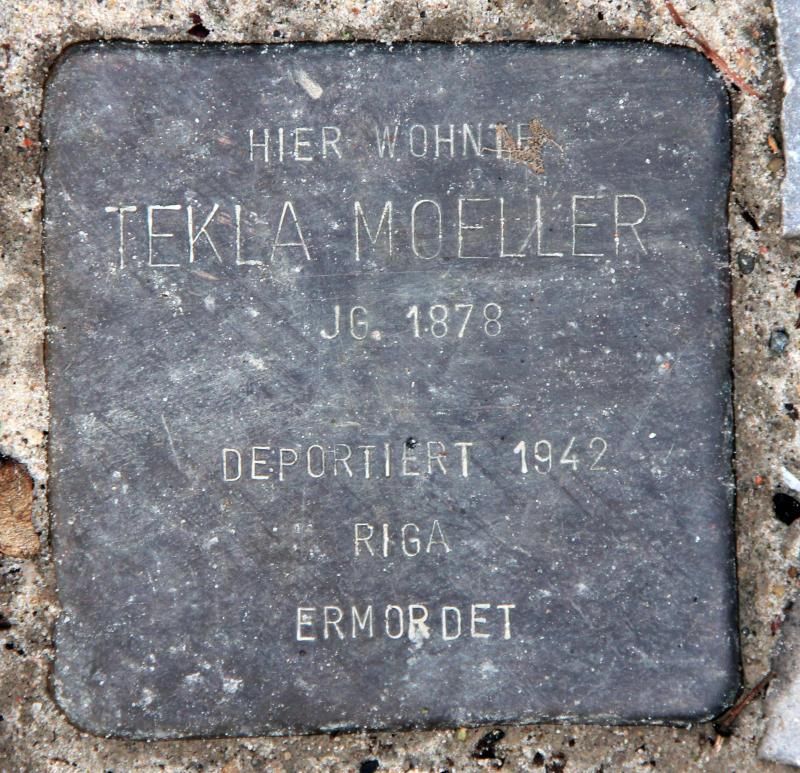 HIER WOHNTE
TEKLA MOELLER
JG. 1878
DEPORTIERT 1942
RIGA
ERMORDET